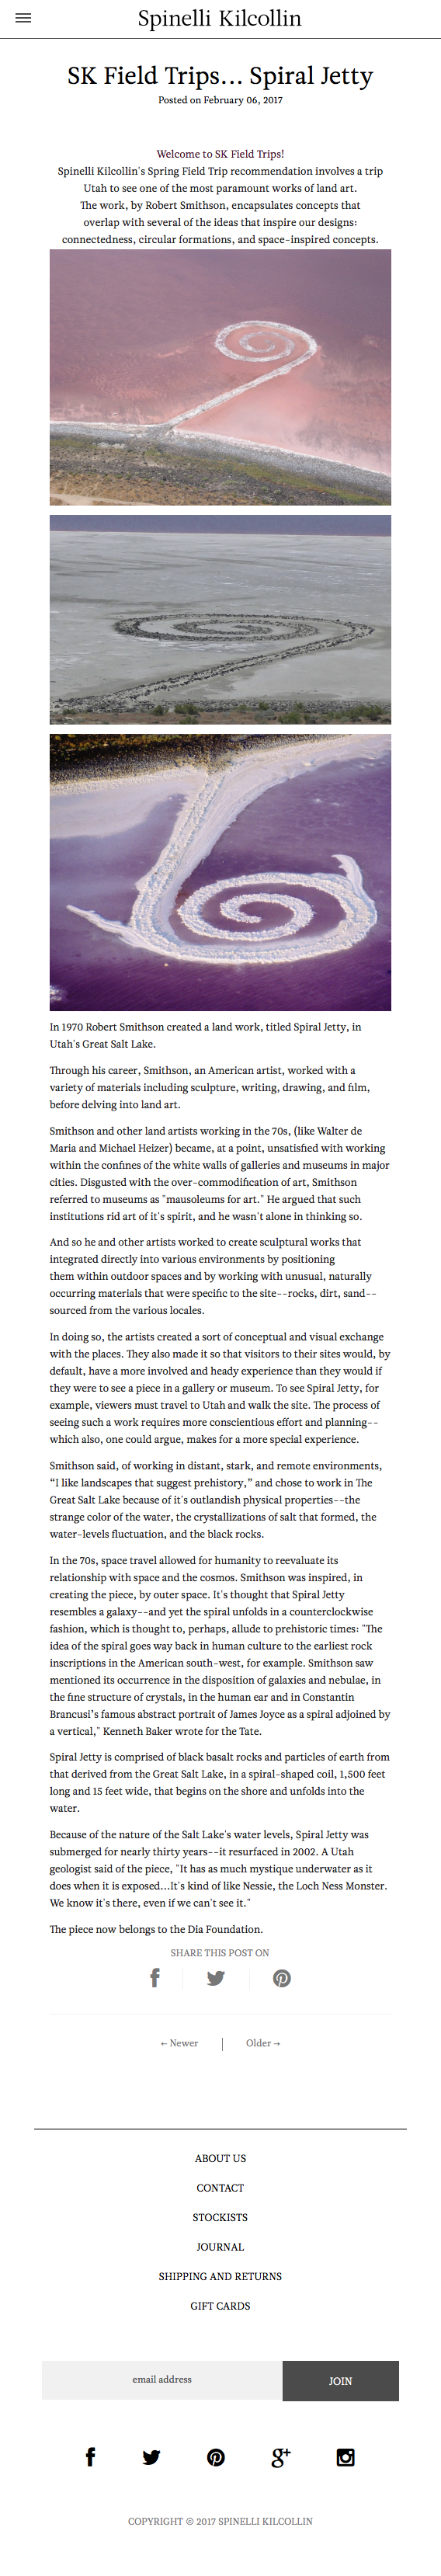 Spinelli Kilcollin
SK Field Trips... Spiral Jetty
Posted on February 06, 2017
Welcome to SK Field Trips!
Spinelli Kilcollin's Spring Field Trip recommendation involves a trip
Utah to see one of the most paramount works of land art.
The work, by Robert Smithson, encapsulates concepts that
overlap with several of the ideas that inspire our designs:
connectedness, circular formations, and space-inspired concepts.
In 1970 Robert Smithson created a land work, titled Spiral Jetty, in
Utah's Great Salt Lake.
Through his career, Smithson, an American artist, worked with a
variety of materials including sculpture, writing, drawing, and film,
before delving into land art.
Smithson and other land artists working in the 70s, (like Walter de
Maria and Michael Heizer) became, at a point, unsatisfied with working
within the confines of the white walls of galleries and museums in major
cities. Disgusted with the over-commodification of art, Smithson
referred to museums as "mausoleums for art." He argued that such
institutions rid art of it's spirit, and he wasn't alone in thinking so.
And so he and other artists worked to create sculptural works that
integrated directly into various environments by positioning
them within outdoor spaces and by working with unusual, naturally
occurring materials that were specific to the site--rocks, dirt, sand--
sourced from the various locales.
In doing so, the artists created a sort of conceptual and visual exchange
with the places. They also made it so that visitors to their sites would, by
default, have a more involved and heady experience than they would if
they were to see a piece in a gallery or museum. To see Spiral Jetty, for
example, viewers must travel to Utah and walk the site. The process of
seeing such a work requires more conscientious effort and planning--
which also, one could argue, makes for a more special experience.
Smithson said, of working in distant, stark, and remote environments,
“I like landscapes that suggest prehistory,” and chose to work in The
Great Salt Lake because of it's outlandish physical properties--the
strange color of the water, the crystallizations of salt that formed, the
water-levels fluctuation, and the black rocks.
In the 70s, space travel allowed for humanity to reevaluate its
relationship with space and the cosmos. Smithson was inspired, in
creating the piece, by outer space. It's thought that Spiral Jetty
resembles a galaxy--and yet the spiral unfolds in a counterclockwise
fashion, which is thought to, perhaps, allude to prehistoric times: "The
idea of the spiral goes way back in human culture to the earliest rock
inscriptions in the American south-west, for example. Smithson saw
mentioned its occurrence in the disposition of galaxies and nebulae, in
the fine structure of crystals, in the human ear and in Constantin
Brancusi’s famous abstract portrait of James Joyce as a spiral adjoined by
a vertical," Kenneth Baker wrote for the Tate.
Spiral Jetty is comprised of black basalt rocks and particles of earth from
that derived from the Great Salt Lake, in a spiral-shaped coil, 1,500 feet
long and 15 feet wide, that begins on the shore and unfolds into the
water.
Because of the nature of the Salt Lake's water levels, Spiral Jetty was
submerged for nearly thirty years--it resurfaced in 2002. A Utah
geologist said of the piece, "It has as much mystique underwater as it
does when it is exposed...It's kind of like Nessie, the Loch Ness Monster.
We know it's there, even if we can't see it."
The piece now belongs to the Dia Foundation.
SHARE THIS POST ON
← Newer | Older →
ABOUT US
CONTACT
STOCKISTS
JOURNAL
SHIPPING AND RETURNS
GIFT CARDS
email address JOIN
COPYRIGHT © 2017 SPINELLI KILCOLLIN